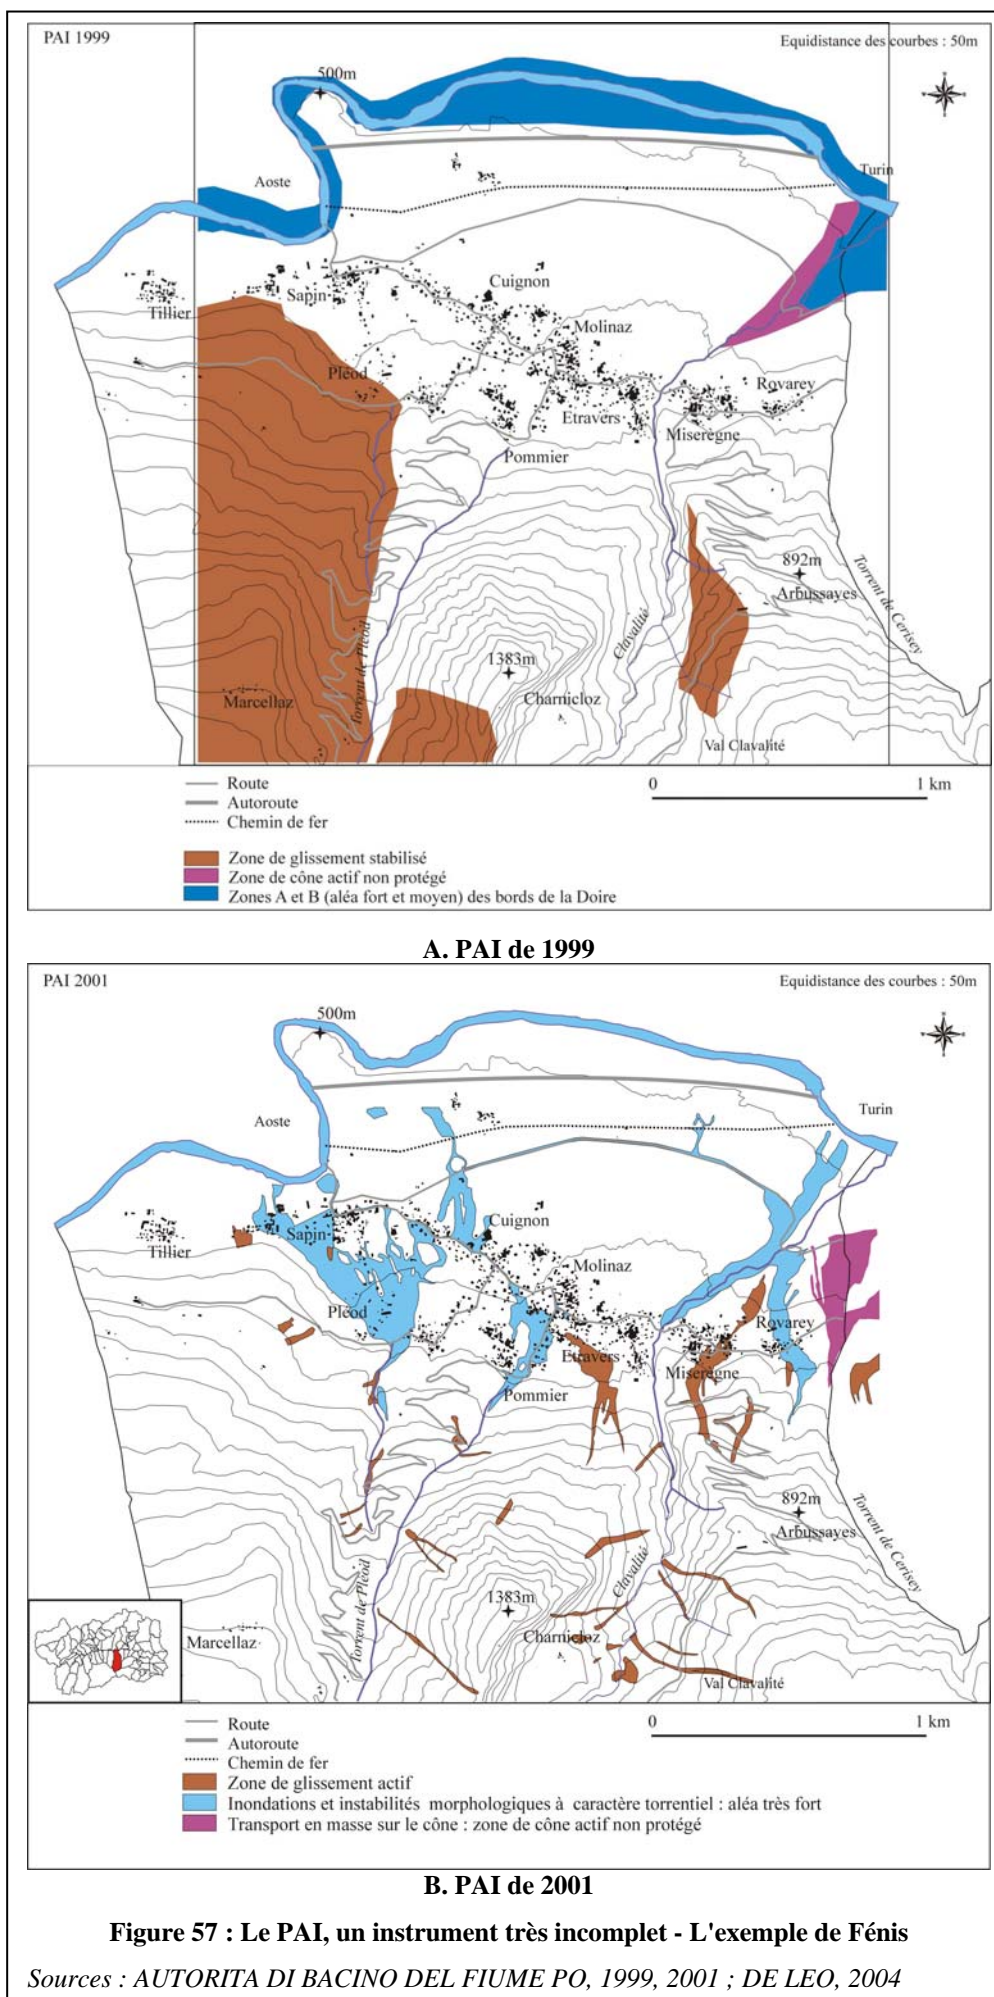 PAI 1999
Equidistance des courbes : 50m
500m
Aoste
Turin
Cuignon
Sapin
Tillier
Molinaz
Pléod
Rovarey
Etravers
Miserègne
Pommier
892m
Arbussayes
Torrent de Cerisey
Clavalité
1383m
Torrent de Pléod
Marcellaz
Charnicloz
Val Clavalité
Route
Autoroute
Chemin de fer
0 1 km
Zone de glissement stabilisé
Zone de cône actif non protégé
Zones A et B (aléa fort et moyen) des bords de la Doire
A. PAI de 1999
PAI 2001
Equidistance des courbes : 50m
500m
Aoste
Turin
Cuignon
Sapin
Tillier
Molinaz
Pléod
Rovarey
Etravers
Miserègne
Pommier
892m
Arbussayes
Torrent de Cerisey
Clavalité
1383m
Torrent de Pléod
Marcellaz
Charnicloz
Val Clavalité
Route
Autoroute
Chemin de fer
0 1 km
Zone de glissement actif
Inondations et instabilités morphologiques à caractère torrentiel : aléa très fort
Transport en masse sur le cône : zone de cône actif non protégé
B. PAI de 2001
Figure 57 : Le PAI, un instrument très incomplet - L'exemple de Fénis
Sources : AUTORITA DI BACINO DEL FIUME PO, 1999, 2001 ; DE LEO, 2004